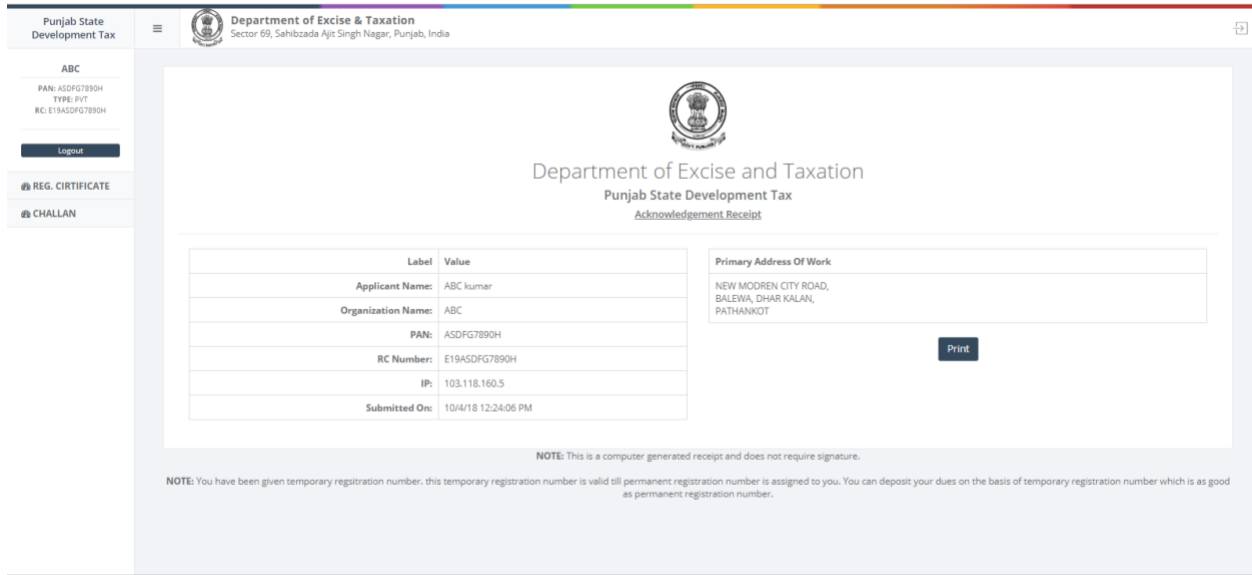 Punjab State
Development Tax
Department of Excise & Taxation
Sector 69, Sahibzada Ajit Singh Nagar, Punjab, India
ABC
PAN: ASDFG7890H
TYPE: PVT
RC: E19ASDFG7890H
Logout
REG. CIRTIFICATE
CHALLAN
Department of Excise and Taxation
Punjab State Development Tax
Acknowledgement Receipt
Label Value
Applicant Name: ABC kumar
Organization Name: ABC
PAN: ASDFG7890H
RC Number: E19ASDFG7890H
IP: 103.118.160.5
Submitted On: 10/4/18 12:24:06 PM
Primary Address Of Work
NEW MODREN CITY ROAD,
BALEWA, DHAR KALAN,
PATHANKOT
Print
NOTE: This is a computer generated receipt and does not require signature.
NOTE: You have been given temporary regsitration number. this temporary registration number is valid till permanent registration number is assigned to you. You can deposit your dues on the basis of temporary registration number which is as good
as permanent registration number.